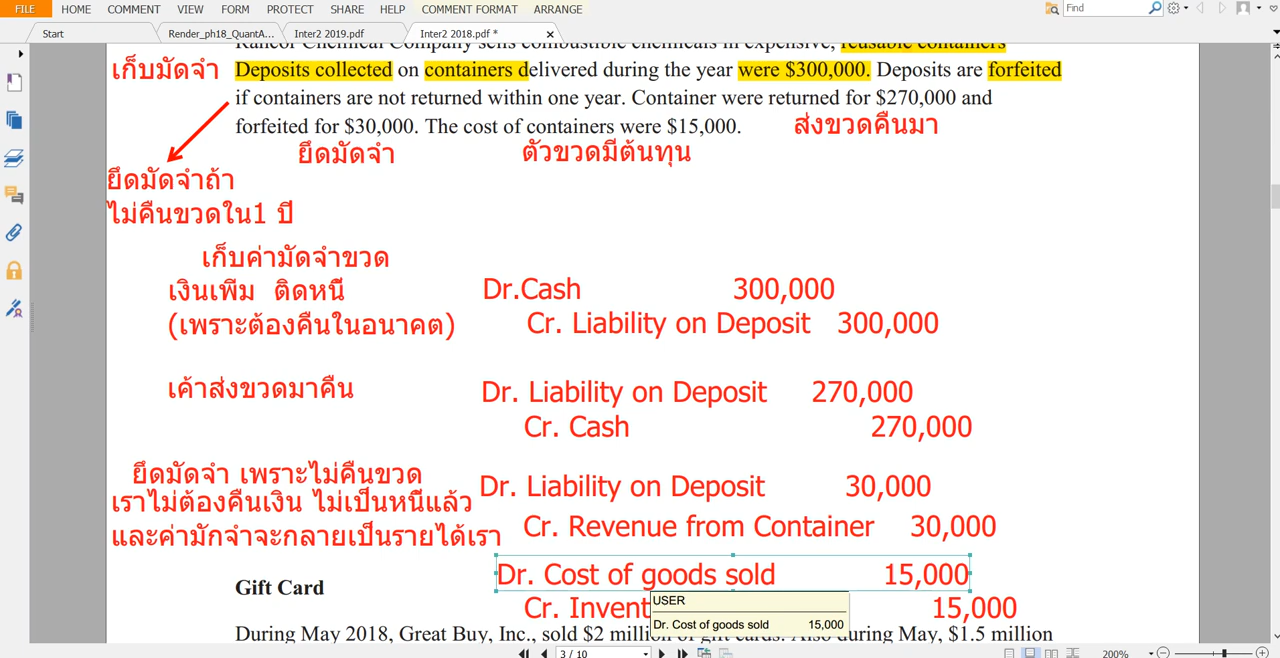 FILE HOME COMMENT VIEW FORM PROTECT SHARE HELP COMMENT FORMAT ARRANGE Find
Start Render_ph18_QuantA... Inter2 2019.pdf Inter2 2018.pdf *
Rancor Chemical Company sells combustible chemicals in expensive, reusable containers
เก็บมัดจำ Deposits collected on containers delivered during the year were $300,000. Deposits are forfeited
if containers are not returned within one year. Container were returned for $270,000 and
forfeited for $30,000. The cost of containers were $15,000. ส่งขวดคืนมา
ยึดมัดจำ ตัวขวดมีต้นทุน
ยึดมัดจำถ้า
ไม่คืนขวดใน1 ปี
เก็บค่ามัดจำขวด
เงินเพิ่ม ติดหนี้ Dr.Cash 300,000
(เพราะต้องคืนในอนาคต) Cr. Liability on Deposit 300,000
เค้าส่งขวดมาคืน Dr. Liability on Deposit 270,000
Cr. Cash 270,000
ยึดมัดจำ เพราะไม่คืนขวด
เราไม่ต้องคืนเงิน ไม่เป็นหนี้แล้ว Dr. Liability on Deposit 30,000
และค่ามักจำจะกลายเป็นรายได้เรา Cr. Revenue from Container 30,000
Dr. Cost of goods sold 15,000
Gift Card
USER
Cr. Invent 15,000
Dr. Cost of goods sold 15,000
During May 2018, Great Buy, Inc., sold $2 million of gift cards. Also during May, $1.5 million
3 / 10 200%